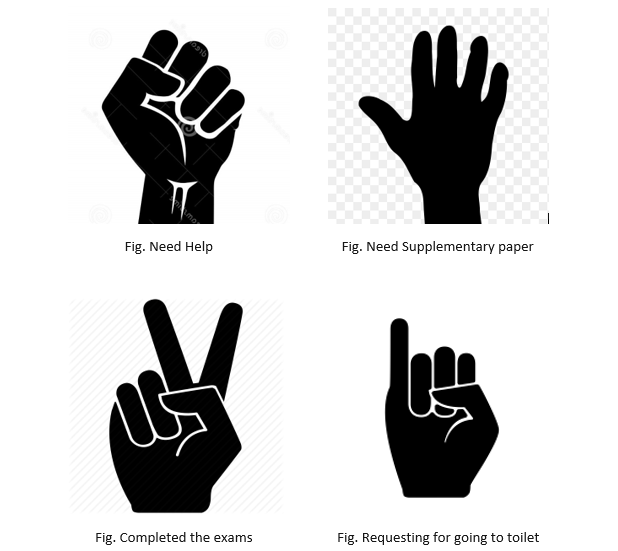 Fig. Need Help
Fig. Need Supplementary paper
Fig. Completed the exams
Fig. Requesting for going to toilet